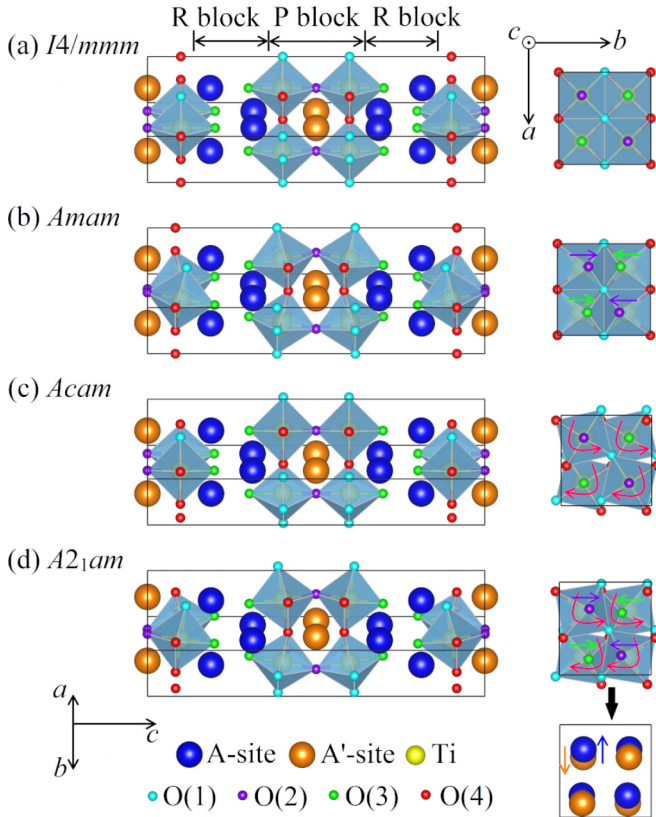 R block P block R block
(a) I4/mmm
c b
a
(b) Amam
(c) Acam
(d) A2₁am
a
c
b
A-site A'-site Ti
O(1) O(2) O(3) O(4)